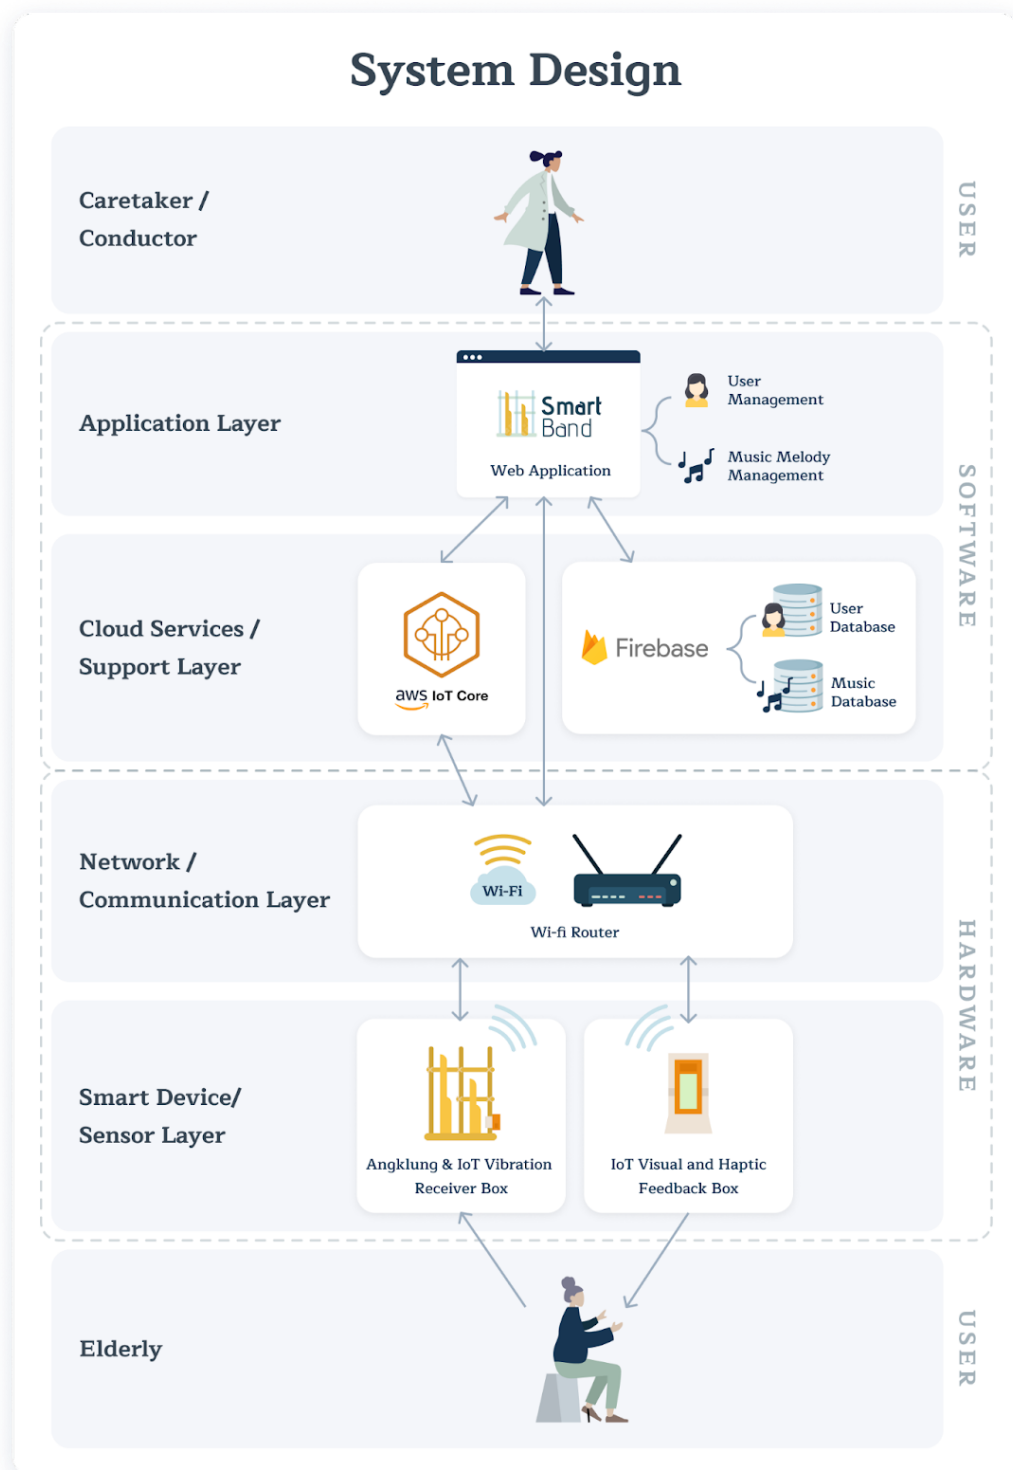 System Design
Caretaker /
Conductor
USER
Application Layer
Smart
Band
Web Application
User
Management
Music Melody
Management
SOFTWARE
Cloud Services /
Support Layer
aws IoT Core
Firebase
User
Database
Music
Database
Network /
Communication Layer
Wi-Fi
Wi-fi Router
HARDWARE
Smart Device/
Sensor Layer
Angklung & IoT Vibration
Receiver Box
IoT Visual and Haptic
Feedback Box
Elderly
USER